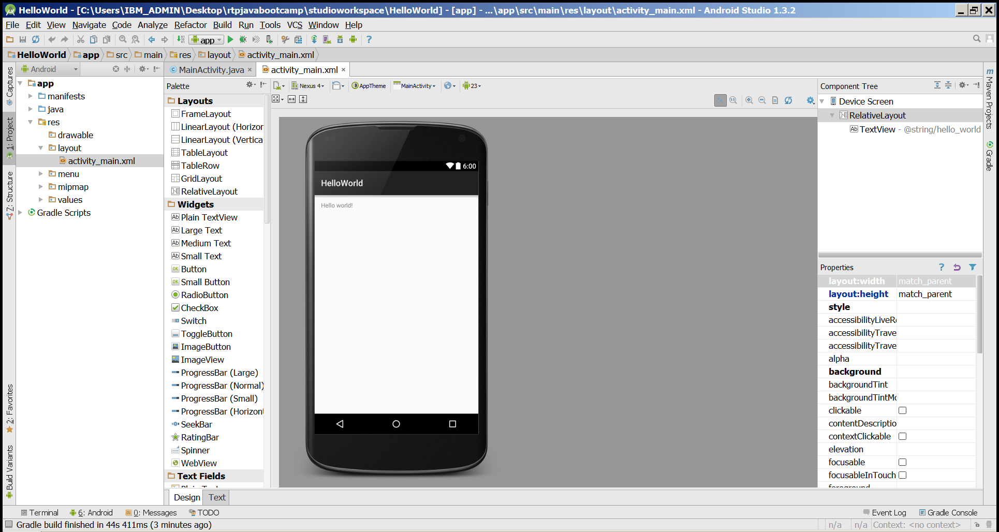 HelloWorld - [C:\Users\IBM_ADMIN\Desktop\rtpjavabootcamp\studioworkspace\HelloWorld] - [app] - ...\app\src\main\res\layout\activity_main.xml - Android Studio 1.3.2
File Edit View Navigate Code Analyze Refactor Build Run Tools VCS Window Help
app
HelloWorld app src main res layout activity_main.xml
Captures
1: Project
Z: Structure
2: Favorites
Build Variants
Android
app
manifests
java
res
drawable
layout
activity_main.xml
menu
mipmap
values
Gradle Scripts
MainActivity.java activity_main.xml
Palette
Layouts
FrameLayout
LinearLayout (Horizor
LinearLayout (Vertica
TableLayout
TableRow
GridLayout
RelativeLayout
Widgets
Plain TextView
Large Text
Medium Text
Small Text
Button
Small Button
RadioButton
CheckBox
Switch
ToggleButton
ImageButton
ImageView
ProgressBar (Large)
ProgressBar (Normal)
ProgressBar (Small)
ProgressBar (Horizont
SeekBar
RatingBar
Spinner
WebView
Text Fields
Nexus 4 AppTheme MainActivity 23
6:00
HelloWorld
Hello world!
Design Text
Component Tree
Device Screen
RelativeLayout
Ab TextView - @string/hello_world
Properties
layout:width match_parent
layout:height match_parent
style
accessibilityLiveRe
accessibilityTrave
accessibilityTrave
alpha
background
backgroundTint
backgroundTintMo
clickable
contentDescriptio
contextClickable
elevation
focusable
focusableInTouch
Maven Projects
Gradle
Terminal 6: Android 0: Messages TODO Event Log Gradle Console
Gradle build finished in 44s 411ms (3 minutes ago) n/a n/a Context: <no context>